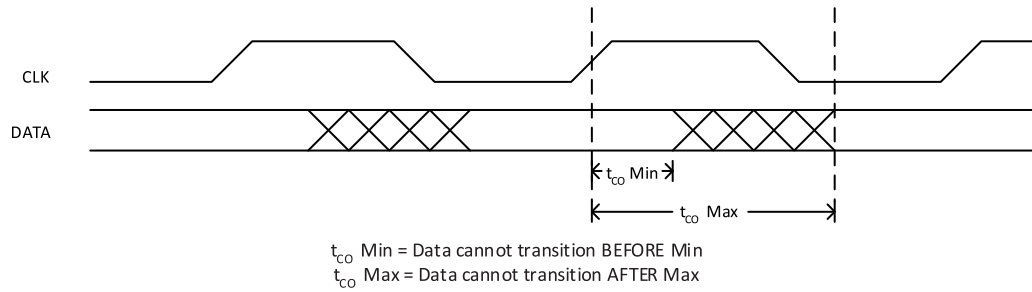 CLK
DATA
tCO Min
tCO Max
tCO Min = Data cannot transition BEFORE Min
tCO Max = Data cannot transition AFTER Max